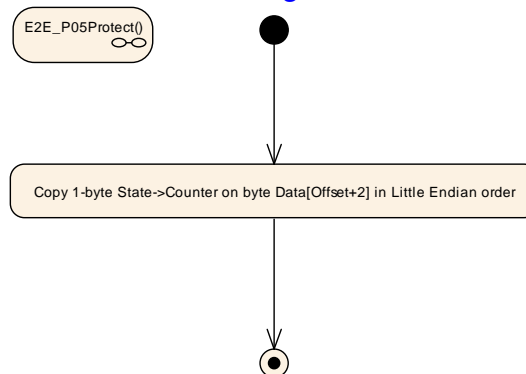 E2E_P05Protect()
Copy 1-byte State->Counter on byte Data[Offset+2] in Little Endian order